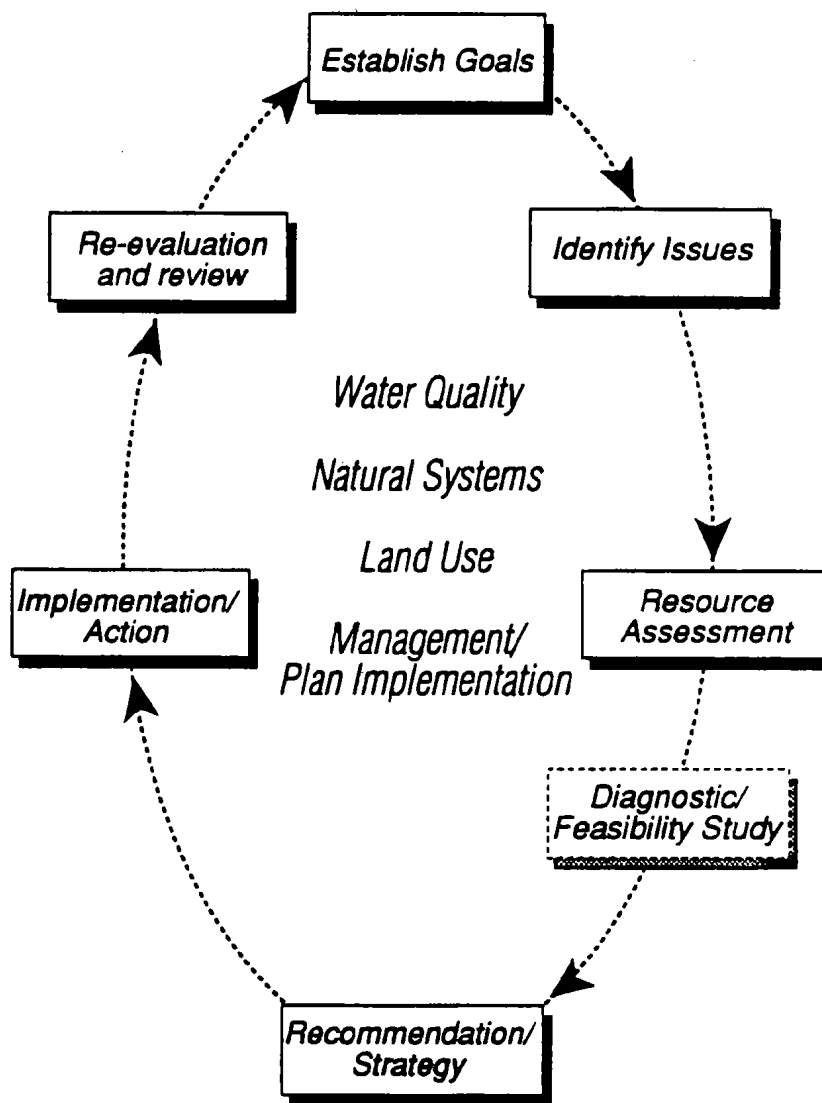 Establish Goals
Identify Issues
Re-evaluation
and review
Water Quality
Natural Systems
Land Use
Management/
Plan Implementation
Resource
Assessment
Implementation/
Action
Diagnostic/
Feasibility Study
Recommendation/
Strategy